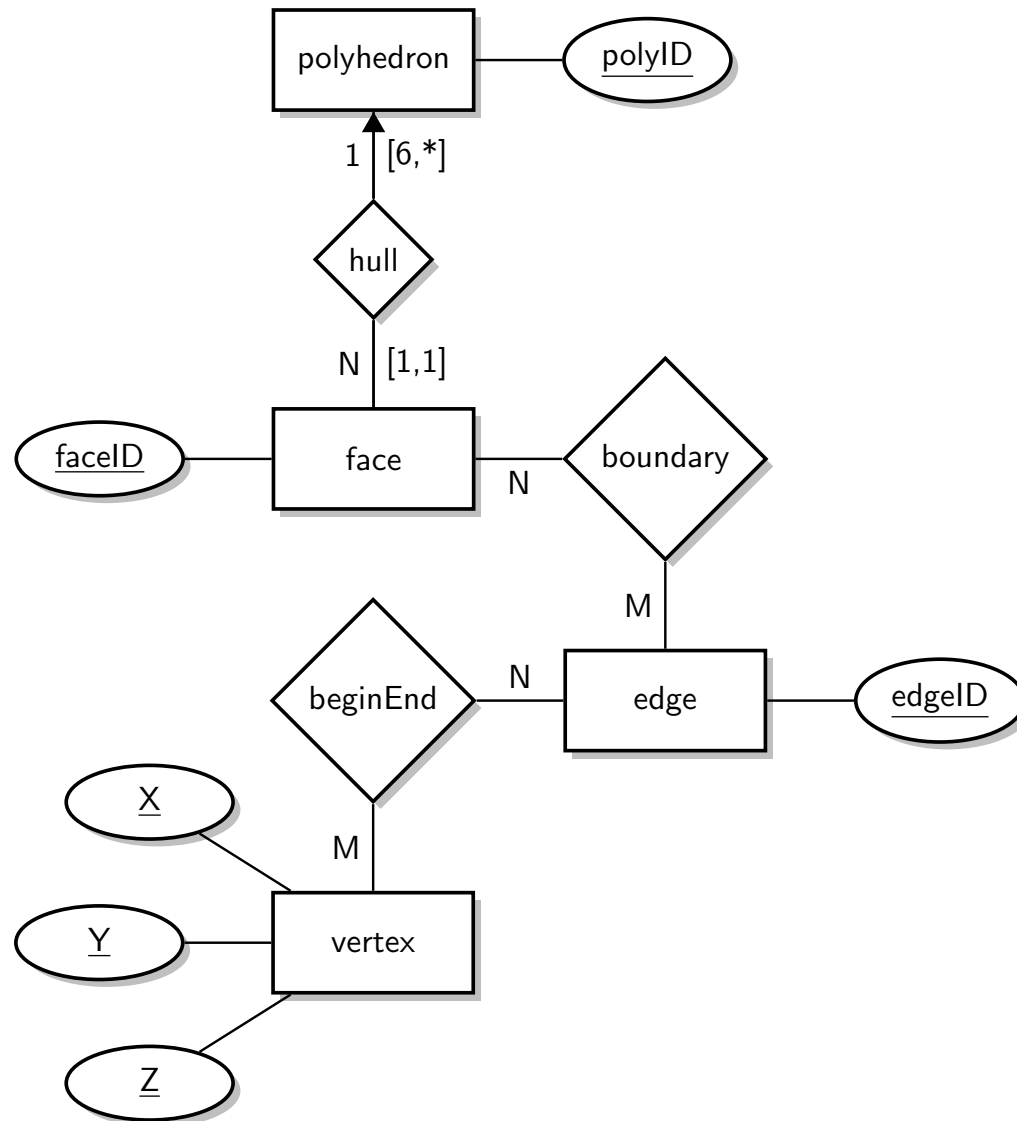 polyhedron
polyID
1 [6,*]
hull
N [1,1]
faceID
face
N
boundary
M
beginEnd
N
edge
edgeID
X
M
Y
vertex
Z